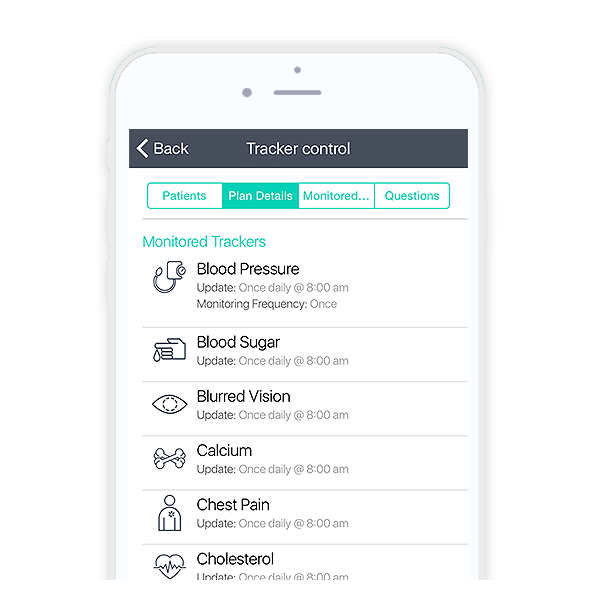 Back
Tracker control
Patients
Plan Details
Monitored...
Questions
Monitored Trackers
Blood Pressure
Update: Once daily @ 8:00 am
Monitoring Frequency: Once
Blood Sugar
Update: Once daily @ 8:00 am
Blurred Vision
Update: Once daily @ 8:00 am
Calcium
Update: Once daily @ 8:00 am
Chest Pain
Update: Once daily @ 8:00 am
Cholesterol
Update: Once daily @ 8:00 am